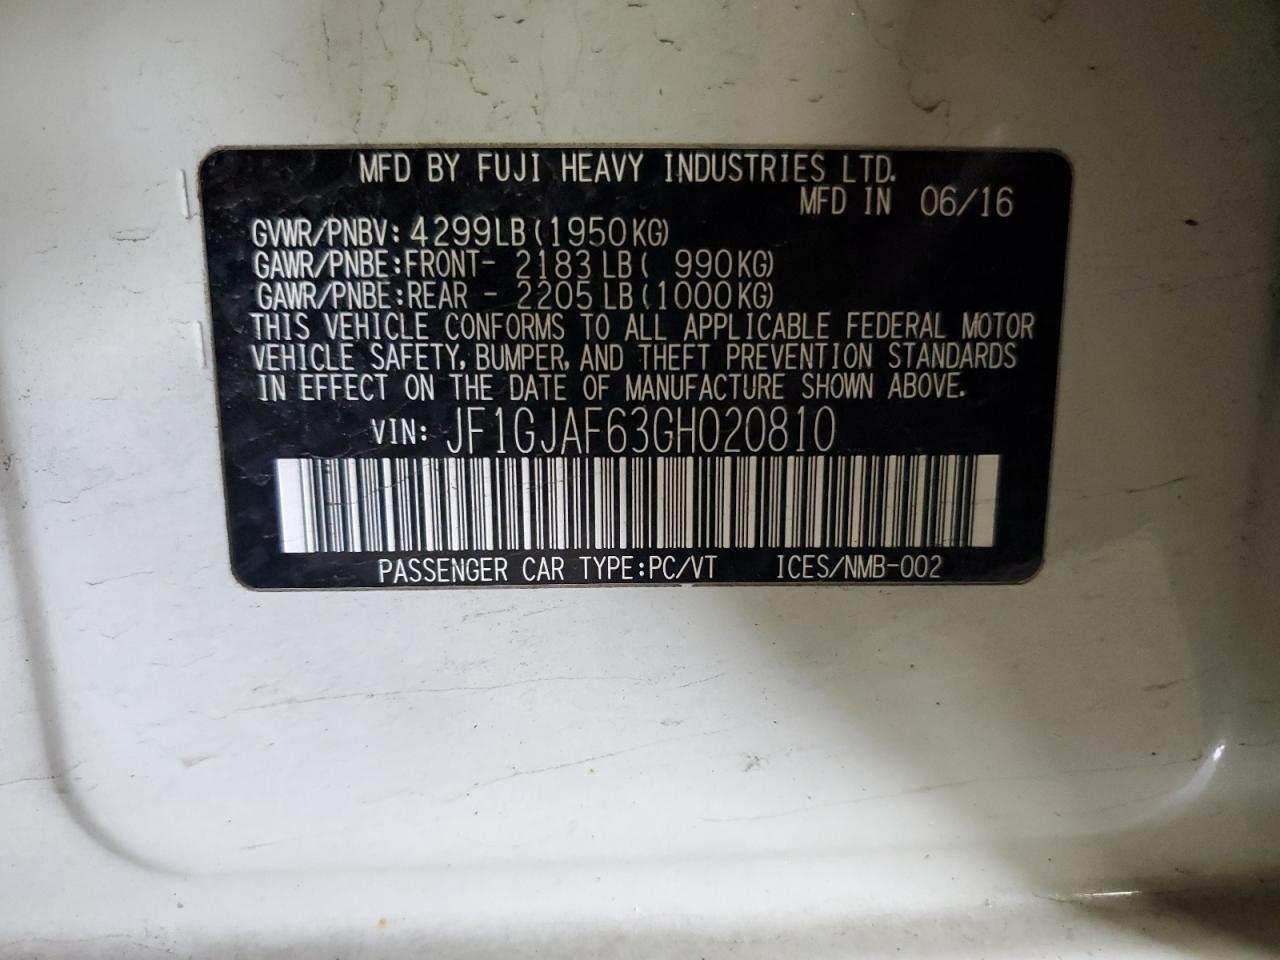 MFD BY FUJI HEAVY INDUSTRIES LTD.
MFD IN 06/16
GVWR/PNBV: 4299LB(1950KG)
GAWR/PNBE:FRONT- 2183LB( 990KG)
GAWR/PNBE:REAR - 2205LB(1000KG)
THIS VEHICLE CONFORMS TO ALL APPLICABLE FEDERAL MOTOR
VEHICLE SAFETY, BUMPER, AND THEFT PREVENTION STANDARDS
IN EFFECT ON THE DATE OF MANUFACTURE SHOWN ABOVE.
VIN: JF1GJAF63GH020810
PASSENGER CAR TYPE:PC/VT ICES/NMB-002